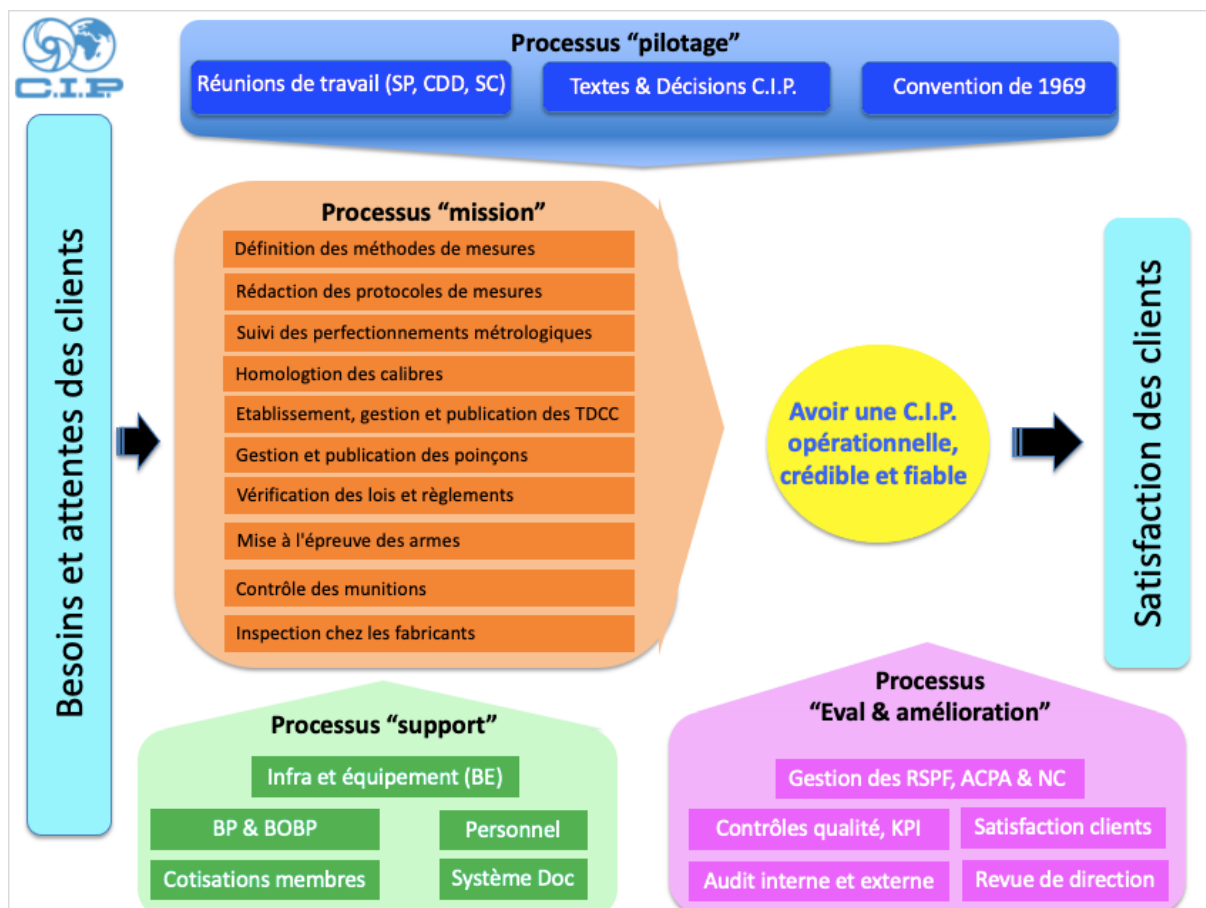 C.I.P.
Processus “pilotage”
Réunions de travail (SP, CDD, SC)
Textes & Décisions C.I.P.
Convention de 1969
Besoins et attentes des clients
Processus “mission”
Définition des méthodes de mesures
Rédaction des protocoles de mesures
Suivi des perfectionnements métrologiques
Homologtion des calibres
Etablissement, gestion et publication des TDCC
Gestion et publication des poinçons
Vérification des lois et règlements
Mise à l'épreuve des armes
Contrôle des munitions
Inspection chez les fabricants
Avoir une C.I.P.
opérationnelle,
crédible et fiable
Satisfaction des clients
Processus “support”
Infra et équipement (BE)
BP & BOBP
Personnel
Cotisations membres
Système Doc
Processus
“Eval & amélioration”
Gestion des RSPF, ACPA & NC
Contrôles qualité, KPI
Satisfaction clients
Audit interne et externe
Revue de direction